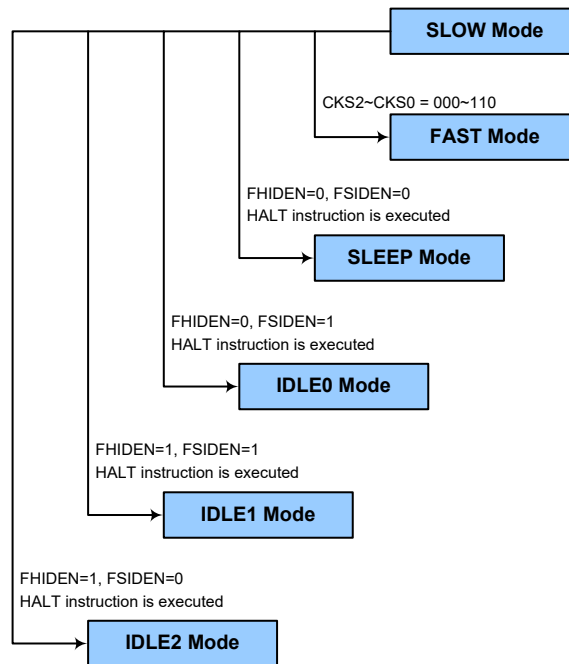 SLOW Mode
CKS2~CKS0 = 000~110
FAST Mode
FHIDEN=0, FSIDEN=0
HALT instruction is executed
SLEEP Mode
FHIDEN=0, FSIDEN=1
HALT instruction is executed
IDLE0 Mode
FHIDEN=1, FSIDEN=1
HALT instruction is executed
IDLE1 Mode
FHIDEN=1, FSIDEN=0
HALT instruction is executed
IDLE2 Mode